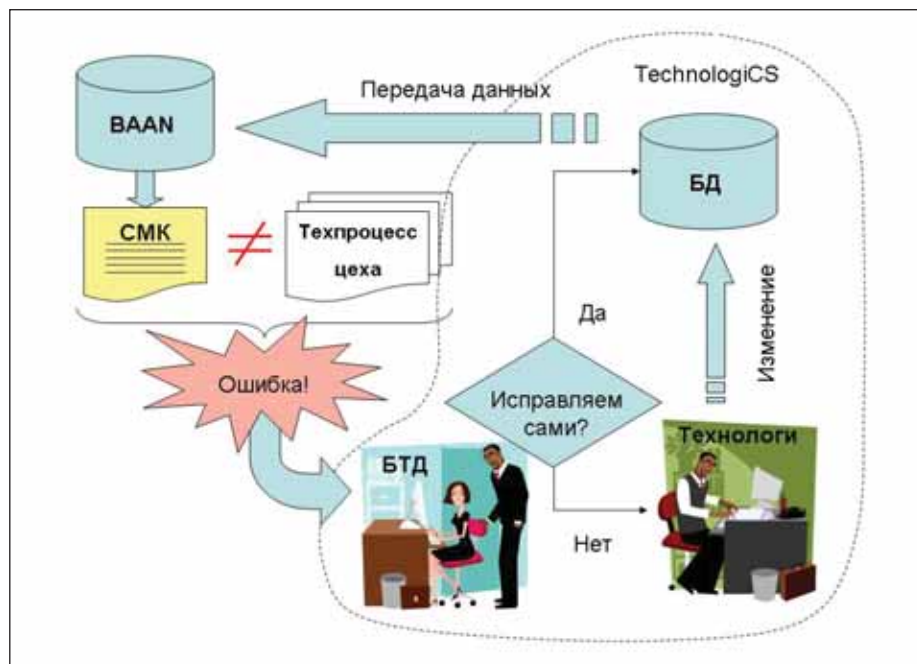 Передача данных
TechnologiCS
BAAN
БД
СМК
≠
Техпроцесс
цеха
Да
Изменение
Ошибка!
Исправляем
сами?
БТД
Технологи
Нет